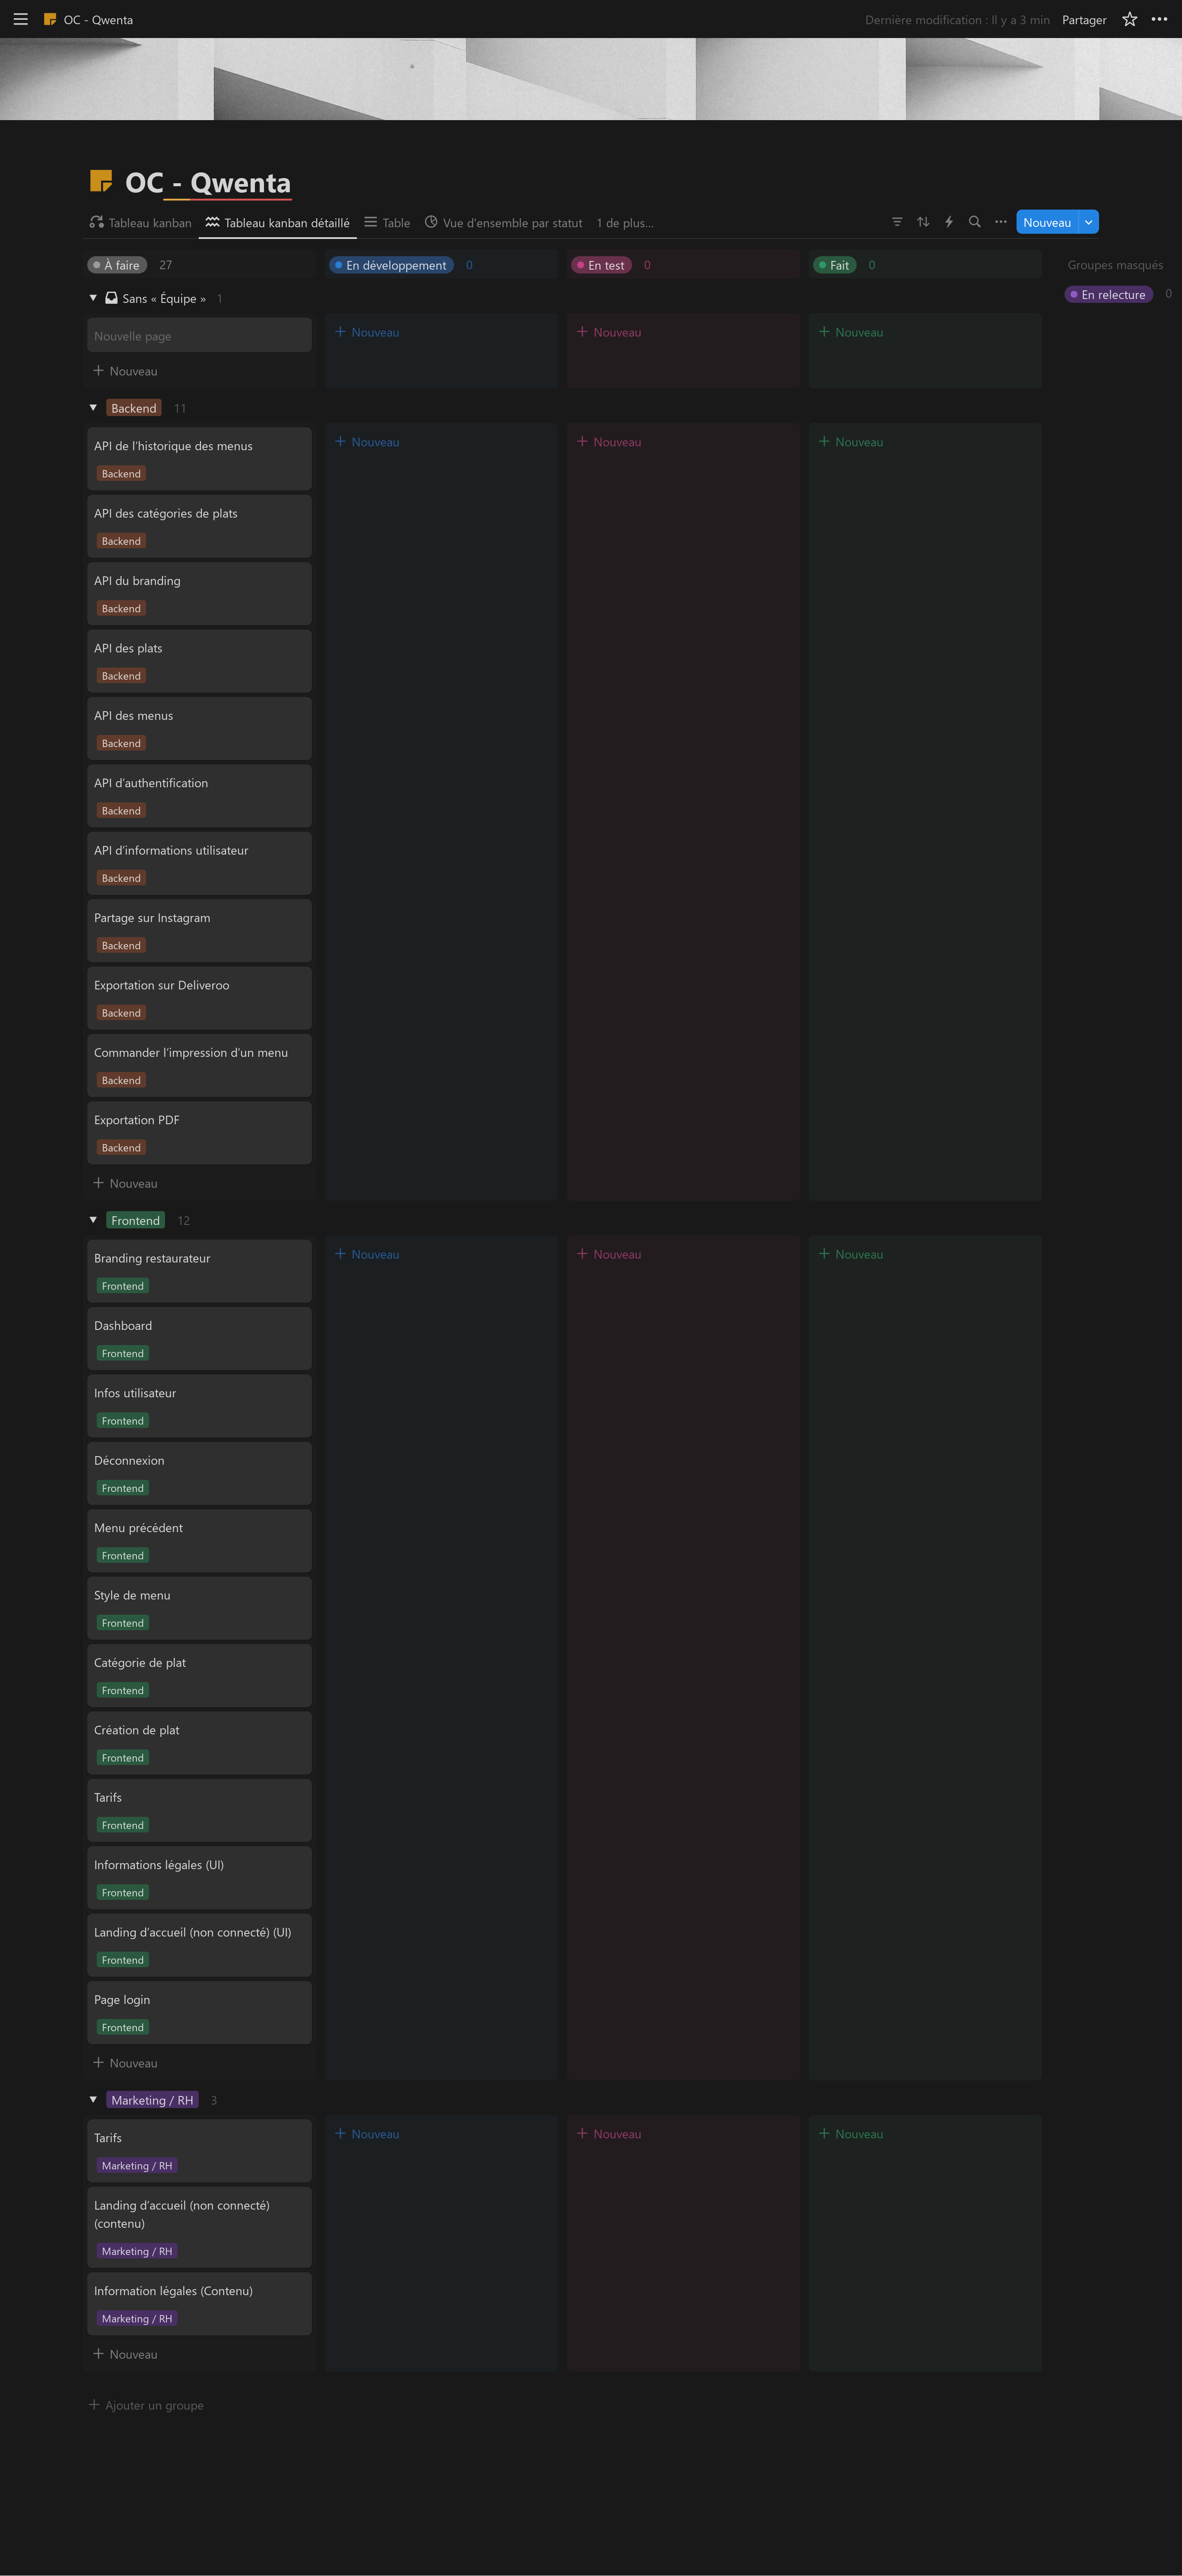 OC - Qwenta
Dernière modification : Il y a 3 min Partager
OC - Qwenta
Tableau kanban Tableau kanban détaillé Table Vue d'ensemble par statut 1 de plus... Nouveau
À faire 27 En développement 0 En test 0 Fait 0 Groupes masqués
En relecture 0
Sans « Équipe » 1
Nouvelle page
Nouveau Nouveau Nouveau
Nouveau
Backend 11
API de l'historique des menus
Backend
Nouveau Nouveau Nouveau
API des catégories de plats
Backend
API du branding
Backend
API des plats
Backend
API des menus
Backend
API d'authentification
Backend
API d'informations utilisateur
Backend
Partage sur Instagram
Backend
Exportation sur Deliveroo
Backend
Commander l'impression d'un menu
Backend
Exportation PDF
Backend
Nouveau
Frontend 12
Branding restaurateur
Frontend
Nouveau Nouveau Nouveau
Dashboard
Frontend
Infos utilisateur
Frontend
Déconnexion
Frontend
Menu précédent
Frontend
Style de menu
Frontend
Catégorie de plat
Frontend
Création de plat
Frontend
Tarifs
Frontend
Informations légales (UI)
Frontend
Landing d'accueil (non connecté) (UI)
Frontend
Page login
Frontend
Nouveau
Marketing / RH 3
Tarifs
Marketing / RH
Nouveau Nouveau Nouveau
Landing d'accueil (non connecté)
(contenu)
Marketing / RH
Information légales (Contenu)
Marketing / RH
Nouveau
Ajouter un groupe